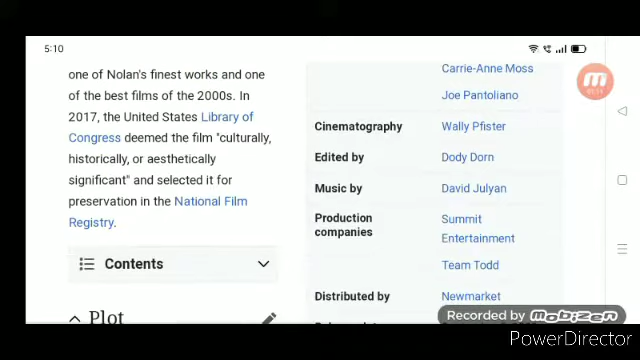 5:10
one of Nolan's finest works and one
of the best films of the 2000s. In
2017, the United States Library of
Congress deemed the film "culturally,
historically, or aesthetically
significant" and selected it for
preservation in the National Film
Registry.
Contents
Plot
Carrie-Anne Moss
Joe Pantoliano
Cinematography Wally Pfister
Edited by Dody Dorn
Music by David Julyan
Production Summit
companies Entertainment
Team Todd
Distributed by Newmarket
Recorded by mobizen
PowerDirector